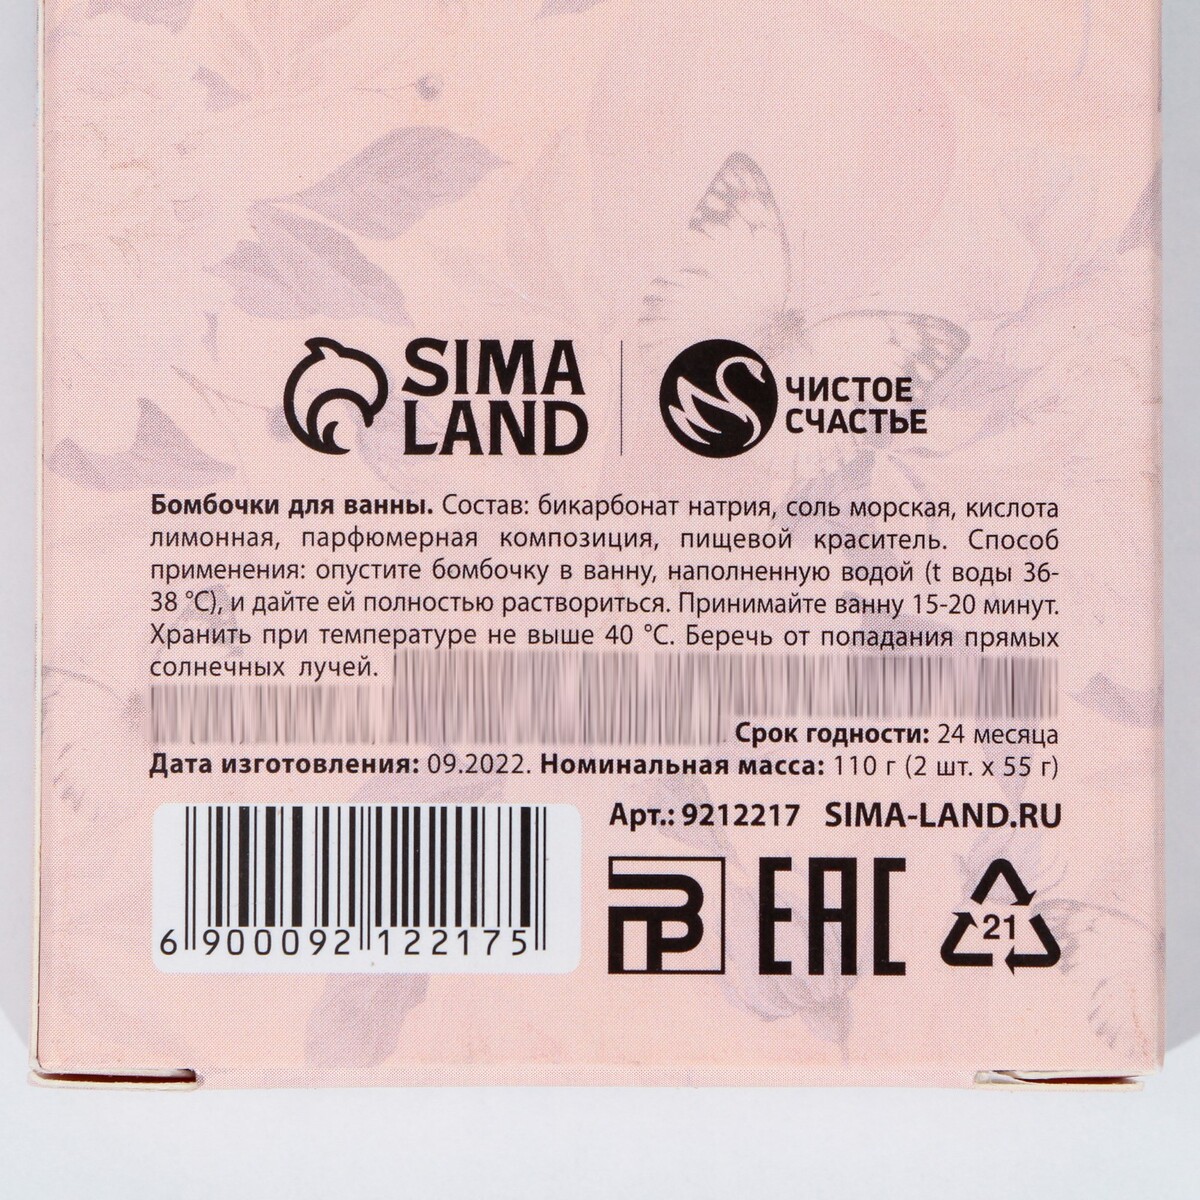 SIMA
LAND
ЧИСТОЕ
СЧАСТЬЕ
Бомбочки для ванны. Состав: бикарбонат натрия, соль морская, кислота
лимонная, парфюмерная композиция, пищевой краситель. Способ
применения: опустите бомбочку в ванну, наполненную водой (t воды 36-
38 °C), и дайте ей полностью раствориться. Принимайте ванну 15-20 минут.
Хранить при температуре не выше 40 °C. Беречь от попадания прямых
солнечных лучей.
Срок годности: 24 месяца
Дата изготовления: 09.2022. Номинальная масса: 110 г (2 шт. х 55 г)
Арт.: 9212217 SIMA-LAND.RU
6 900092 122175
EAC
21